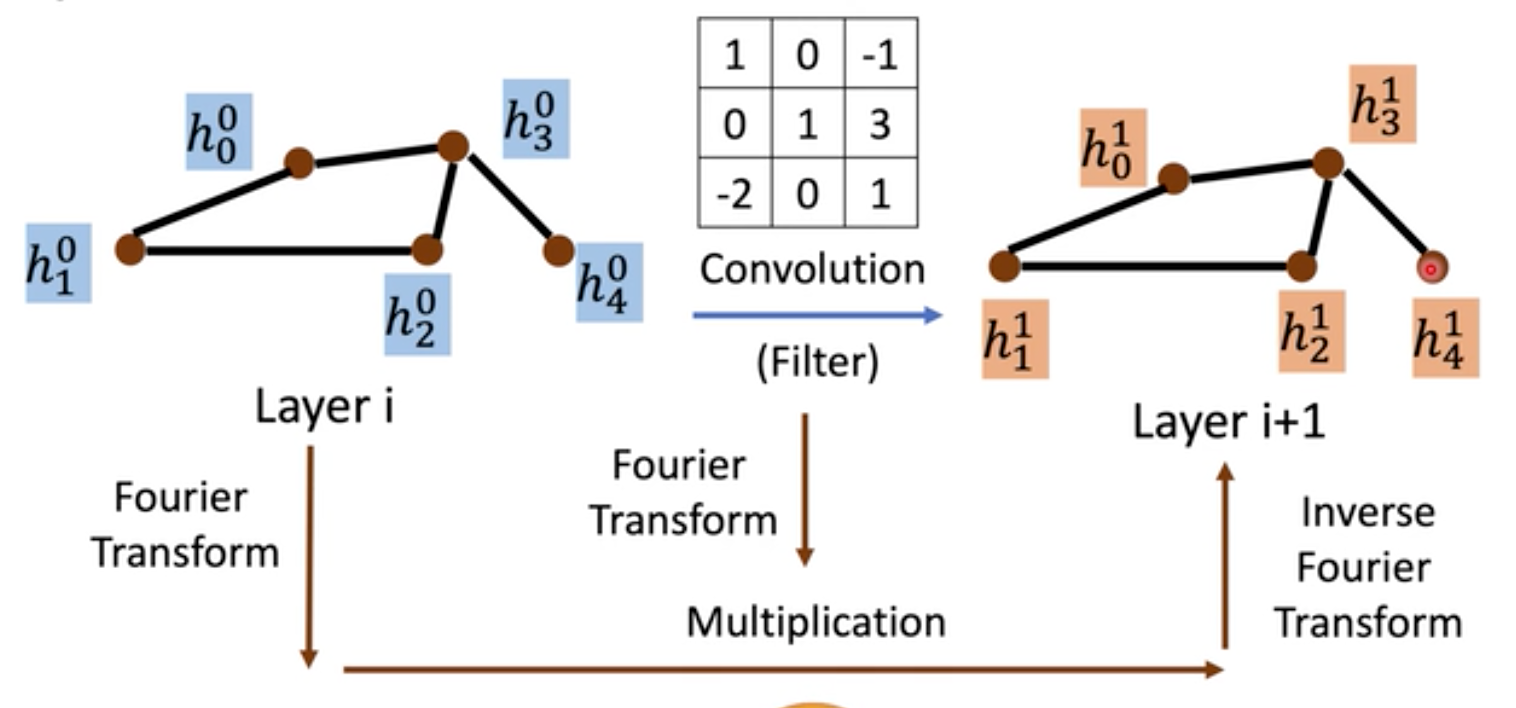 1 0 -1
0 1 3
-2 0 1
h_0^0
h_3^0
h_1^0
h_2^0
h_4^0
Layer i
Convolution
(Filter)
h_0^1
h_3^1
h_1^1
h_2^1
h_4^1
Layer i+1
Fourier
Transform
Fourier
Transform
Multiplication
Inverse
Fourier
Transform